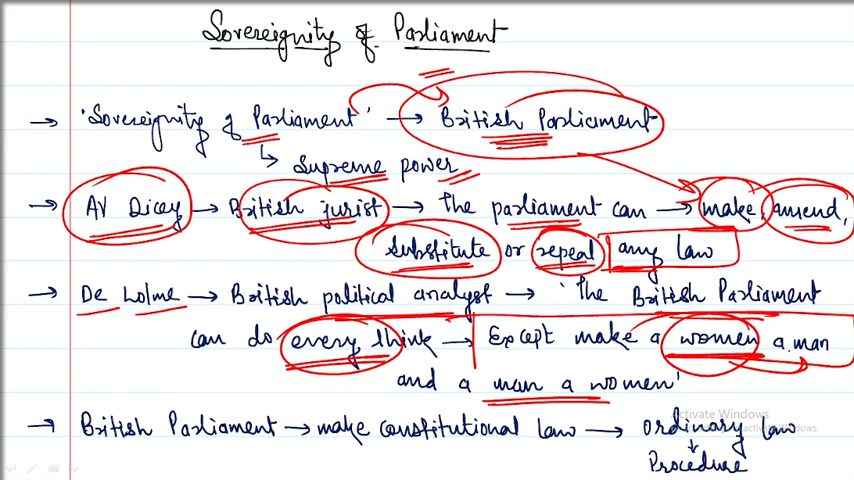 Sovereignity of Parliament
→ 'Sovereignity of Parliament' → British Parliament
↳ Supreme power
→ AV Dicey → British jurist → The parliament can → make, amend,
substitute or repeal any law
→ De Lolme → British political analyst → 'The British Parliament
can do every think → Except make a women a man
and a man a women'
Activate Windows
→ British Parliament → make constitutional law → ordinary law
↓
Procedure